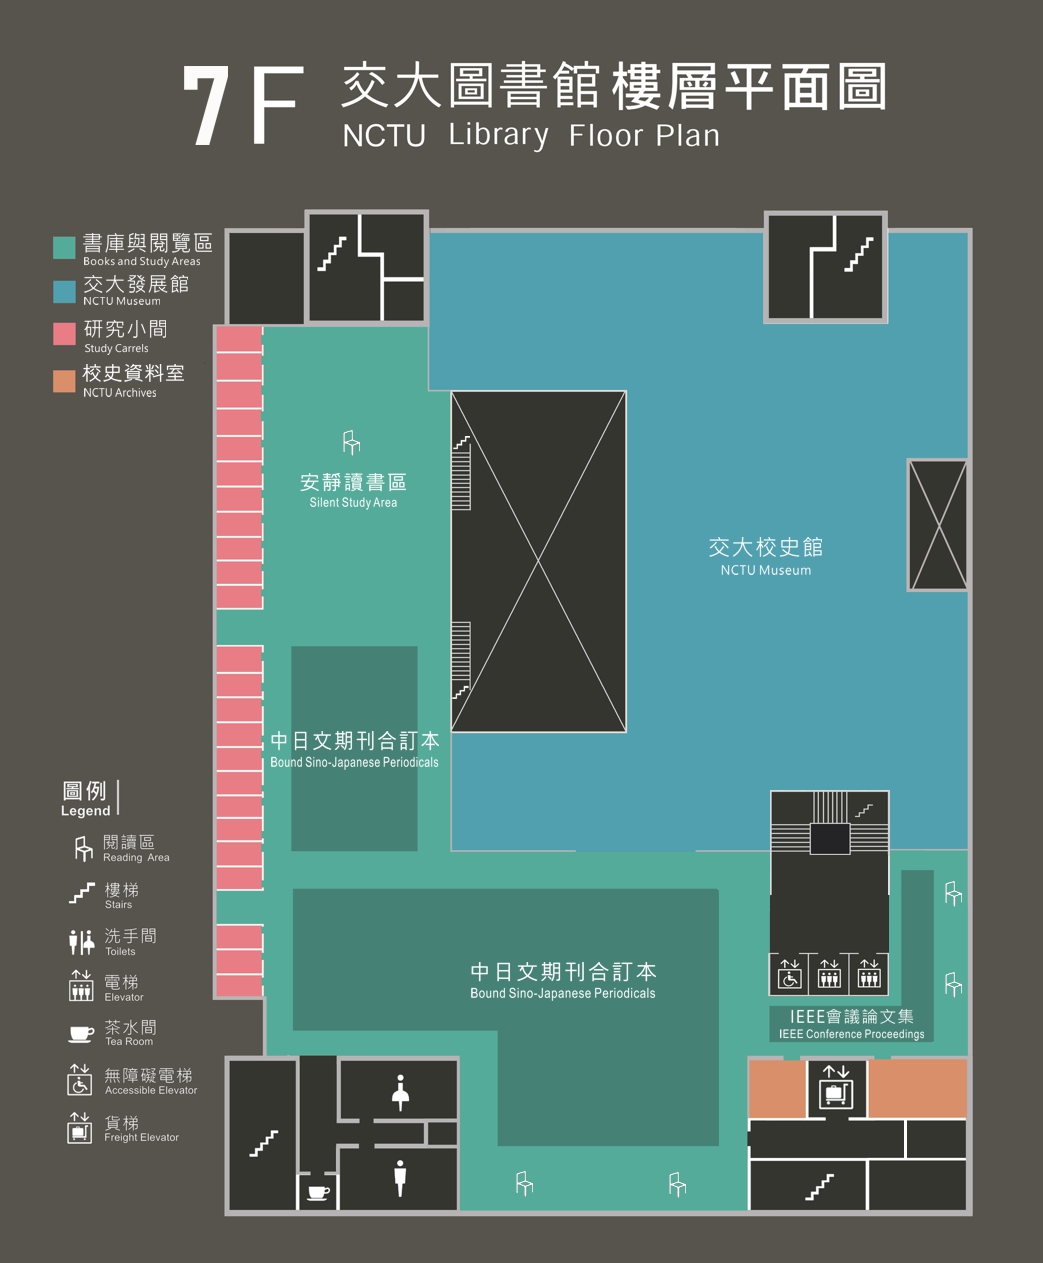 7F
交大圖書館樓層平面圖
NCTU Library Floor Plan
書庫與閱覽區
Books and Study Areas
交大發展館
NCTU Museum
研究小間
Study Carrels
校史資料室
NCTU Archives
安靜讀書區
Silent Study Area
交大校史館
NCTU Museum
中日文期刊合訂本
Bound Sino-Japanese Periodicals
中日文期刊合訂本
Bound Sino-Japanese Periodicals
IEEE會議論文集
IEEE Conference Proceedings
圖例
Legend
閱讀區
Reading Area
樓梯
Stairs
洗手間
Toilets
電梯
Elevator
茶水間
Tea Room
無障礙電梯
Accessible Elevator
貨梯
Freight Elevator